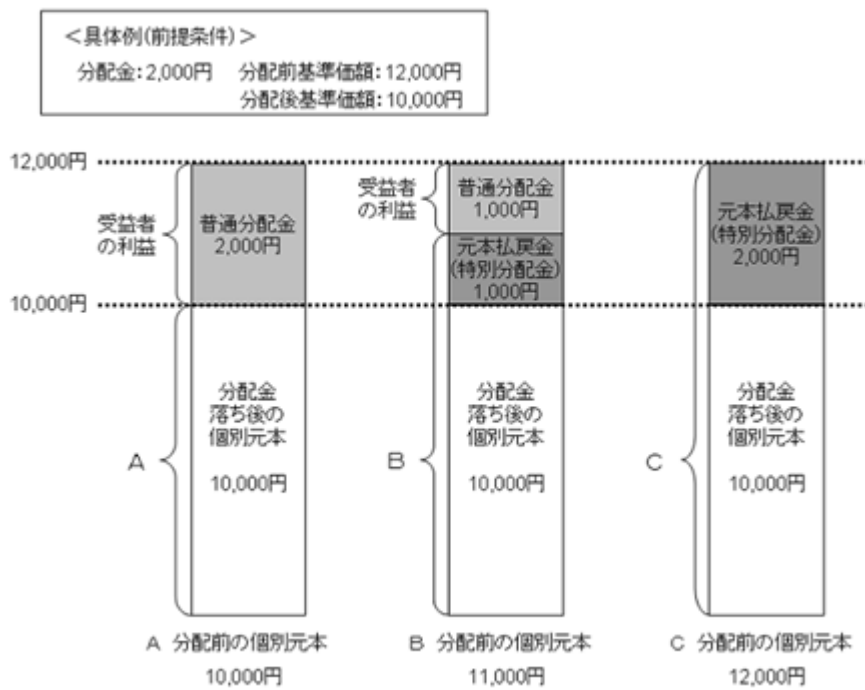 ＜具体例(前提条件)＞
分配金:2,000円　分配前基準価額:12,000円
分配後基準価額:10,000円
12,000円
受益者
の利益
普通分配金
2,000円
受益者
の利益
普通分配金
1,000円
元本払戻金
(特別分配金)
1,000円
元本払戻金
(特別分配金)
2,000円
10,000円
A
分配金
落ち後の
個別元本
10,000円
B
分配金
落ち後の
個別元本
10,000円
C
分配金
落ち後の
個別元本
10,000円
A 分配前の個別元本
10,000円
B 分配前の個別元本
11,000円
C 分配前の個別元本
12,000円